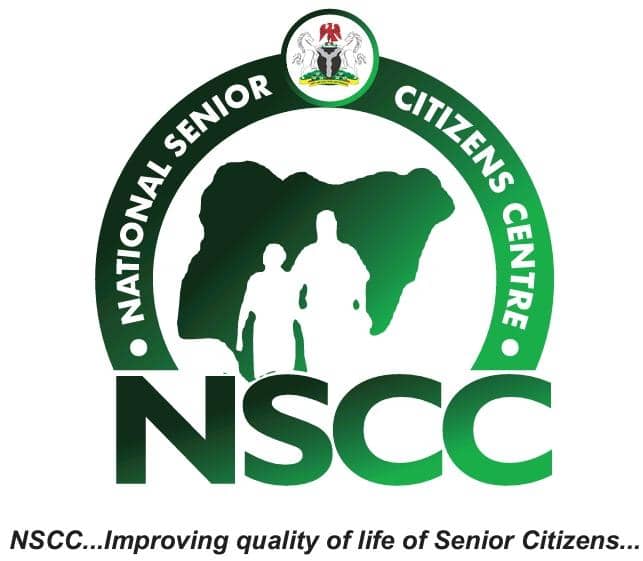 NATIONAL SENIOR CITIZENS CENTRE
NSCC
NSCC...Improving quality of life of Senior Citizens...